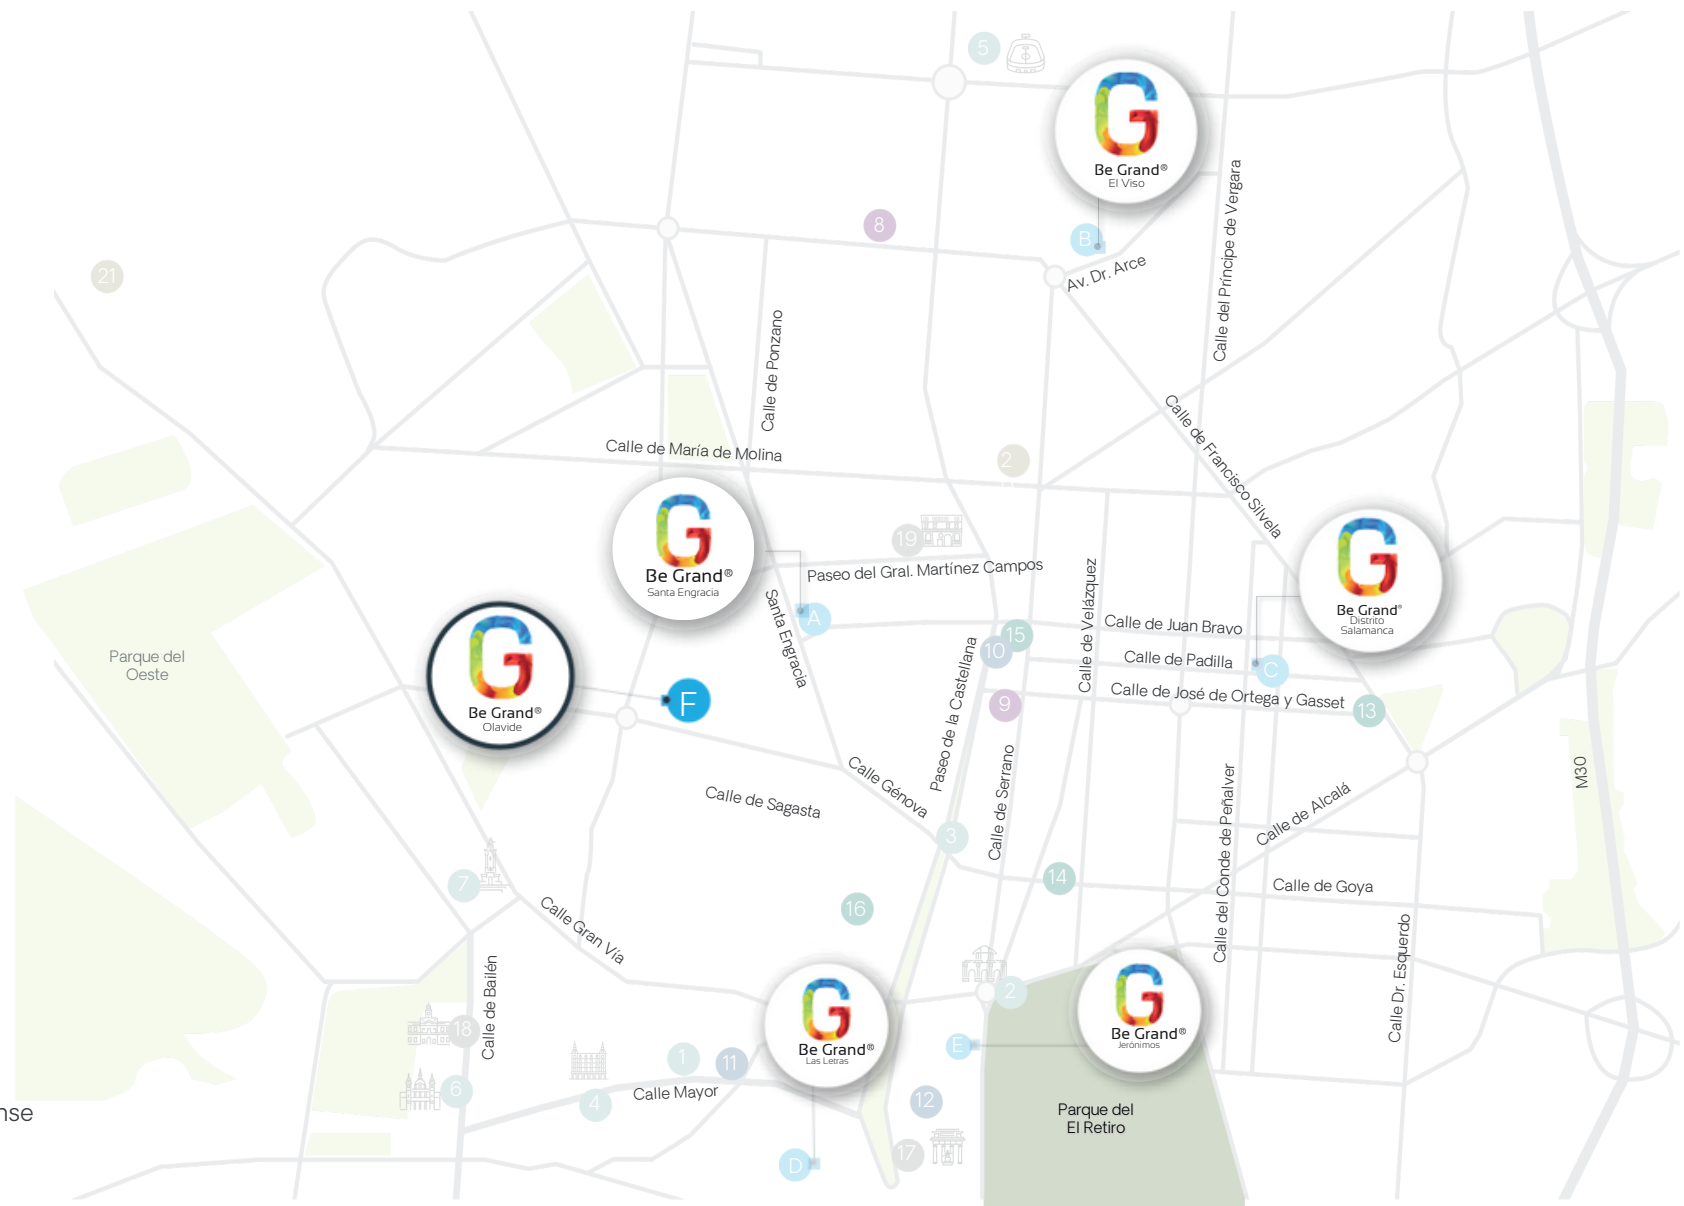 5
Be Grand®
El Viso
8
B
Av. Dr. Arce
Calle del Príncipe de Vergara
21
Calle de Ponzano
Calle de María de Molina
2
Calle de Francisco Silvela
Be Grand®
Santa Engracia
19
Paseo del Gral. Martínez Campos
A
Santa Engracia
Be Grand®
Distrito
Salamanca
Calle de Velázquez
Calle de Juan Bravo
15
10
Calle de Padilla
C
Calle de José de Ortega y Gasset
13
9
Parque del
Oeste
Be Grand®
Olavide
F
Paseo de la Castellana
Calle Génova
Calle de Sagasta
Calle de Serrano
3
M30
Calle de Alcalá
Calle del Conde de Peñalver
7
14
Calle de Goya
16
Calle Gran Vía
Calle Dr. Esquerdo
Calle de Bailén
18
Be Grand®
Las Letras
2
Be Grand®
Jerónimos
E
1
11
6
4
Calle Mayor
12
nse
Parque del
El Retiro
17
D